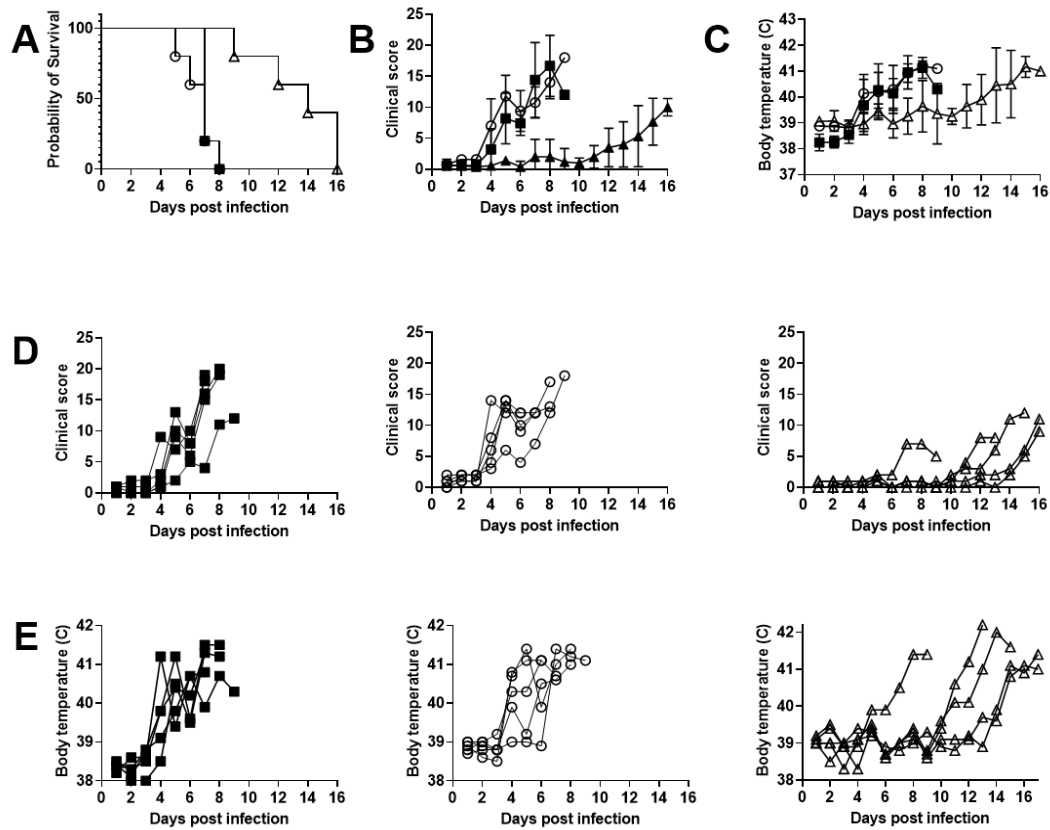 A
Probability of Survival
100
50
0
0 2 4 6 8 10 12 14 16
Days post infection
B
Clinical score
25
20
15
10
5
0
0 2 4 6 8 10 12 14 16
Days post infection
C
Body temperature (C)
43
42
41
40
39
38
37
0 2 4 6 8 10 12 14 16
Days post infection
D
Clinical score
25
20
15
10
5
0
0 2 4 6 8 10 12 14 16
Days post infection
Clinical score
25
20
15
10
5
0
0 2 4 6 8 10 12 14 16
Days post infection
Clinical score
25
20
15
10
5
0
0 2 4 6 8 10 12 14 16
Days post infection
E
Body temperature (C)
42
41
40
39
38
0 2 4 6 8 10 12 14 16
Days post infection
Body temperature (C)
42
41
40
39
38
0 2 4 6 8 10 12 14 16
Days post infection
Body temperature (C)
42
41
40
39
38
0 2 4 6 8 10 12 14 16
Days post infection